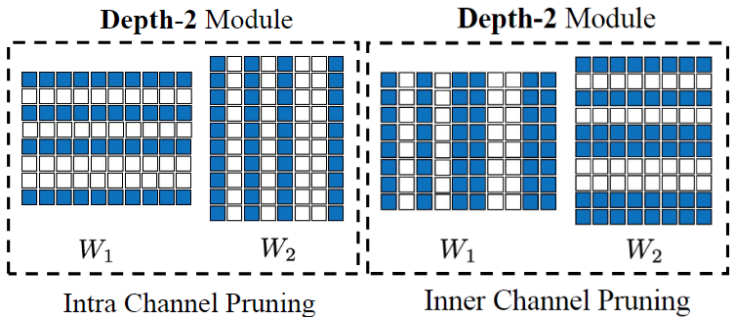 Depth-2 Module
Depth-2 Module
W1
W2
W1
W2
Intra Channel Pruning
Inner Channel Pruning